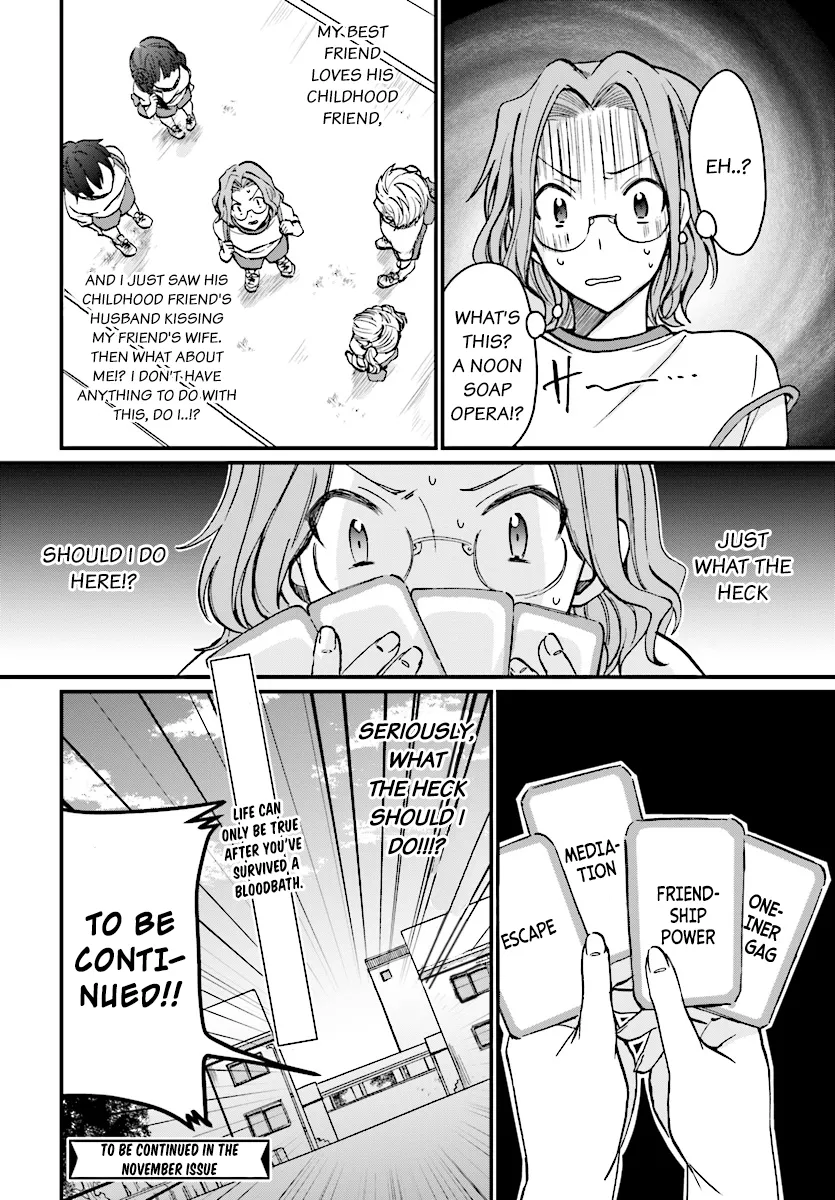 EH..?
WHAT'S
THIS?
A NOON
SOAP
OPERA!?
ガーン…
MY BEST
FRIEND
LOVES HIS
CHILDHOOD
FRIEND,
AND I JUST SAW HIS
CHILDHOOD FRIEND'S
HUSBAND KISSING
MY FRIEND'S WIFE.
THEN WHAT ABOUT
ME!? I DON'T HAVE
ANYTHING TO DO WITH
THIS, DO I..!?
JUST
WHAT THE
HECK
SHOULD I DO
HERE!?
ESCAPE
MEDIA-
TION
FRIEND-
SHIP
POWER
ONE-
INER
GAG
SERIOUSLY,
WHAT
THE HECK
SHOULD I
DO!!!?
LIFE CAN
ONLY BE TRUE
AFTER YOU'VE
SURVIVED A
BLOODBATH.
TO BE
CONTI-
NUED!!
TO BE CONTINUED IN THE
NOVEMBER ISSUE